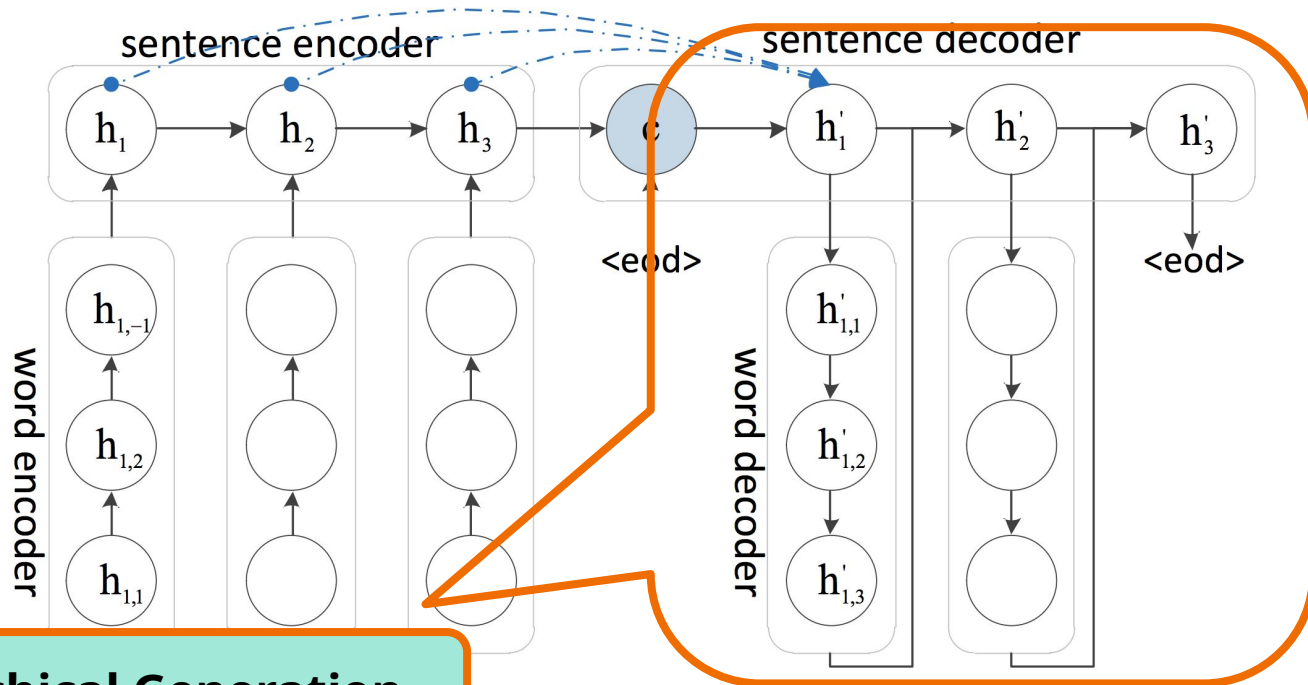 sentence encoder
sentence decoder
h₁
h₂
h₃
c
h'₁
h'₂
h'₃
<eod>
<eod>
word encoder
h₁,₋₁
h₁,₂
h₁,₁
word decoder
h'₁,₁
h'₁,₂
h'₁,₃
Generation